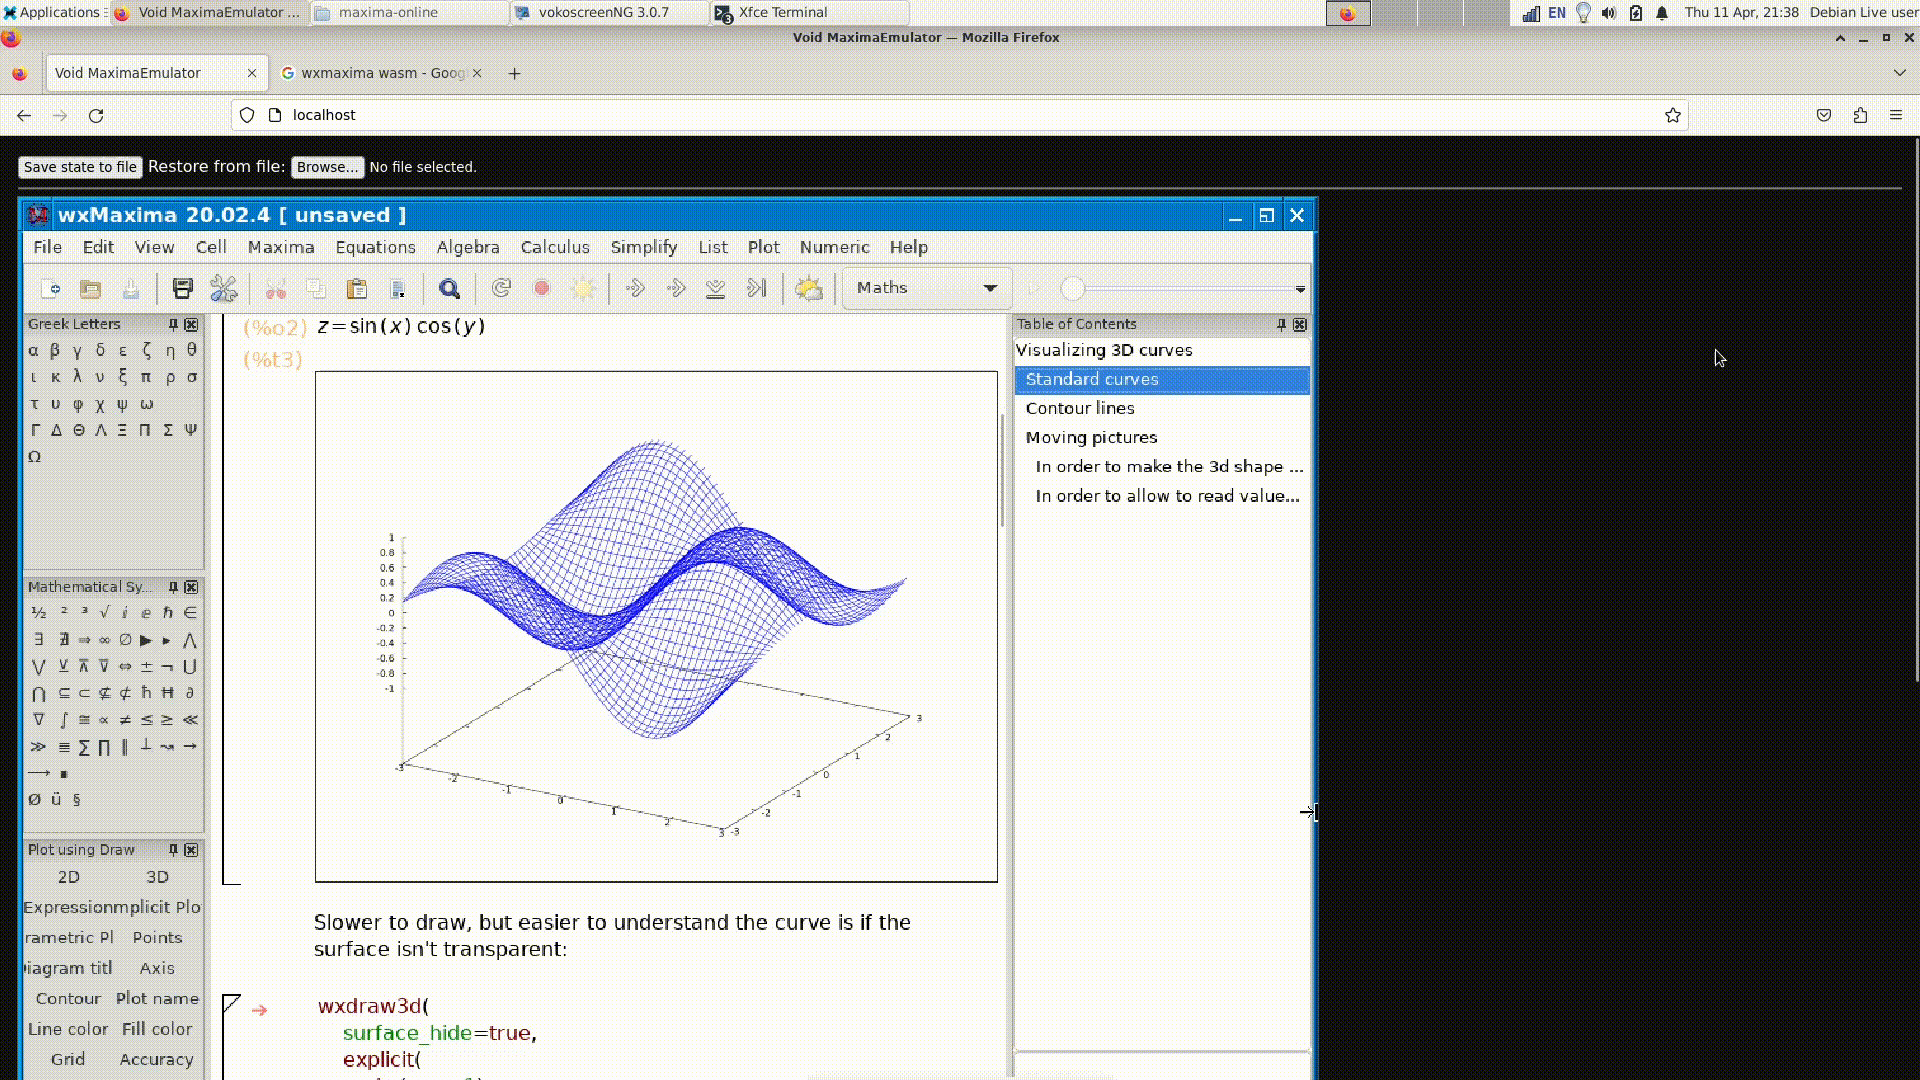 Applications Void MaximaEmulator ... maxima-online vokoscreenNG 3.0.7 3 Xfce Terminal EN Thu 11 Apr, 21:38 Debian Live user
Void MaximaEmulator — Mozilla Firefox
Void MaximaEmulator wxmaxima wasm - Goog
localhost
Save state to file Restore from file: Browse... No file selected.
wxMaxima 20.02.4 [ unsaved ]
File Edit View Cell Maxima Equations Algebra Calculus Simplify List Plot Numeric Help
Maths
Greek Letters
α β γ δ ε ζ η θ
ι κ λ ν ξ π ρ σ
τ υ φ χ ψ ω
Γ Δ Θ Λ Ξ Π Σ Ψ
Ω
Mathematical Sy...
½ ² ³ √ ⅈ ⅇ ℏ ∈
∃ ∄ ⇒ ∞ ∅ ▶ ▸ ⋀
⋁ ⊻ ⊼ ⊽ ⇔ ± ¬ ⋃
⋂ ⊆ ⊂ ⊈ ⊄ ħ Ħ ∂
∇ ∫ ≅ ∝ ≠ ≤ ≥ ≪
≫ ≣ ∑ ∏ ∥ ⟂ ↝ →
⟶ ∎
Ø ü §
Plot using Draw
2D 3D
Expression mplicit Plo
rametric Pl Points
iagram titl Axis
Contour Plot name
Line color Fill color
Grid Accuracy
(%o2) z=sin(x) cos(y)
(%t3)
1
0.8
0.6
0.4
0.2
0
-0.2
-0.4
-0.6
-0.8
-1
-3 -2 -1 0 1 2 3
-3 -2 -1 0 1 2 3
Slower to draw, but easier to understand the curve is if the
surface isn't transparent:
wxdraw3d(
surface_hide=true,
explicit(
Table of Contents
Visualizing 3D curves
Standard curves
Contour lines
Moving pictures
In order to make the 3d shape ...
In order to allow to read value...